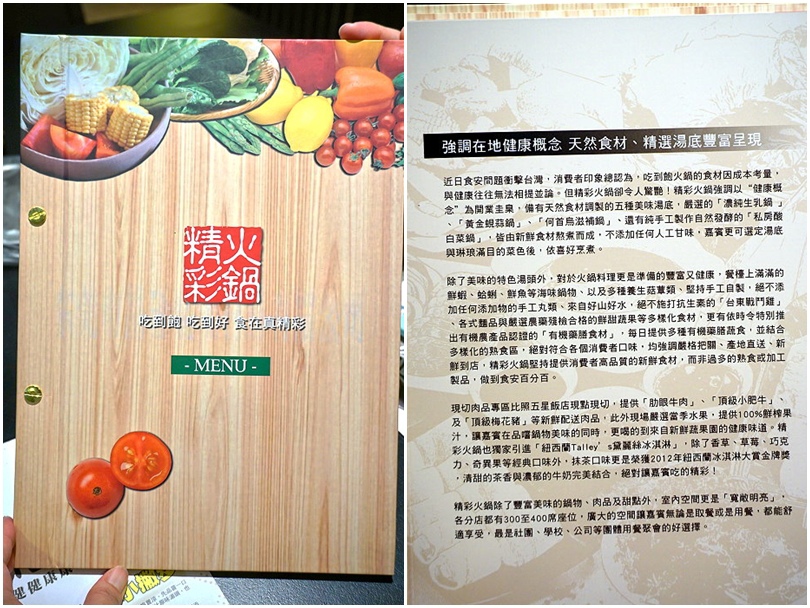 精彩
火鍋
吃到飽 吃到好 食在真精彩
- MENU -
健健康康
強調在地健康概念 天然食材、精選湯底豐富呈現
近日食安問題衝擊台灣，消費者印象總認為，吃到飽火鍋的食材因成本考量，
與健康往往無法相提並論。但精彩火鍋卻令人驚艷！精彩火鍋強調以“健康概
念”為開業圭臬，備有天然食材調製的五種美味湯底，嚴選的「濃純生乳鍋」
、「黃金蜆蒜鍋」、「何首烏滋補鍋」、還有純手工製作自然發酵的「私房酸
白菜鍋」，皆由新鮮食材熬煮而成，不添加任何人工甘味，嘉賓更可選定湯底
與琳琅滿目的菜色後，依喜好烹煮。
除了美味的特色湯頭外，對於火鍋料理更是準備的豐富又健康，餐檯上滿滿的
鮮蝦、蛤蜊、鮮魚等海味鍋物、以及多種養生菇蕈類、堅持手工自製，絕不添
加任何添加物的手工丸類、來自好山好水，絕不施打抗生素的「台東戰鬥雞」
、各式麵品與嚴選農藥殘檢合格的鮮甜蔬果等多樣化食材，更有依時令特別推
出有機農產品認證的「有機藥膳食材」，每日提供多種有機藥膳蔬食，並結合
多樣化的熟食區，絕對符合各個消費者口味，均強調嚴格把關、產地直送、新
鮮到店，精彩火鍋堅持提供消費者高品質的新鮮食材，而非過多的熟食或加工
製品，做到食安百分百。
現切肉品專區比照五星飯店現點現切，提供「肋眼牛肉」、「頂級小肥牛」、
及「頂級梅花豬」等新鮮配送肉品，此外現場嚴選當季水果，提供100%鮮榨果
汁，讓嘉賓在品嚐鍋物美味的同時，更喝的到來自新鮮蔬果園的健康味道。精
彩火鍋也獨家引進「紐西蘭Talley’s黛麗絲冰淇淋」，除了香草、草莓、巧克
力、奇異果等經典口味外，抹茶口味更是榮獲2012年紐西蘭冰淇淋大賞金牌獎
，清甜的茶香與濃郁的牛奶完美結合，絕對讓嘉賓吃的精彩！
精彩火鍋除了豐富美味的鍋物、肉品及甜點外，室內空間更是「寬敞明亮」，
各分店都有300至400席座位，廣大的空間讓嘉賓無論是取餐或是用餐，都能舒
適享受，最是社團、學校、公司等團體用餐聚會的好選擇。